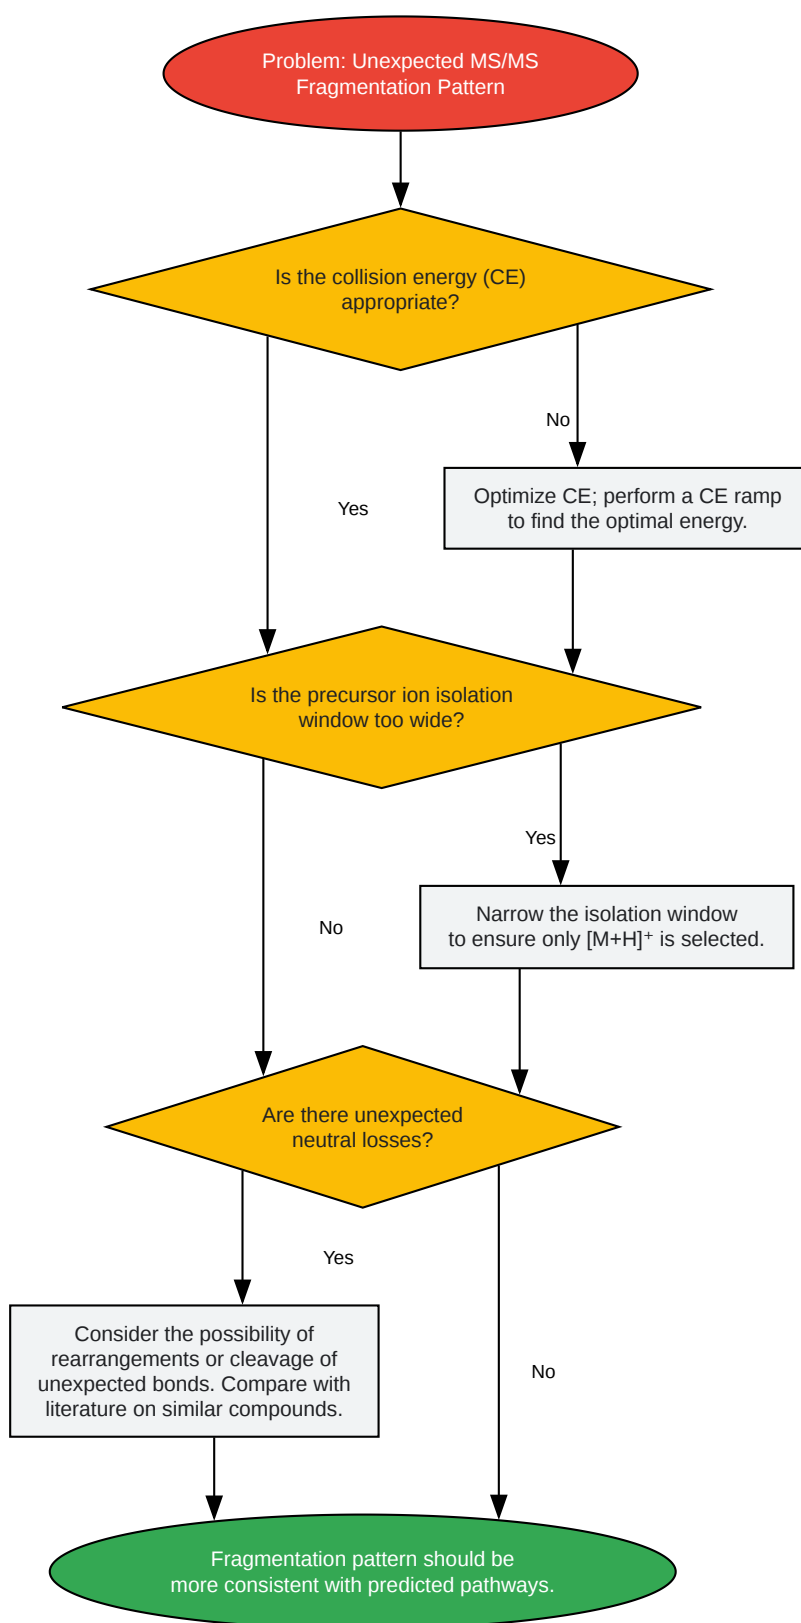 Problem: Unexpected MS/MS
Fragmentation Pattern
Is the collision energy (CE)
appropriate?
No
Optimize CE; perform a CE ramp
to find the optimal energy.
Yes
Is the precursor ion isolation
window too wide?
Yes
Narrow the isolation window
to ensure only [M+H]⁺ is selected.
No
Are there unexpected
neutral losses?
Yes
Consider the possibility of
rearrangements or cleavage of
unexpected bonds. Compare with
literature on similar compounds.
No
Fragmentation pattern should be
more consistent with predicted pathways.